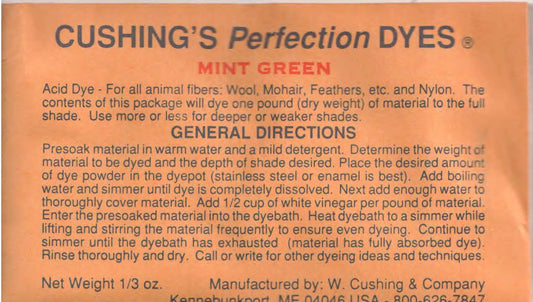 CUSHING'S Perfection DYES ®
MINT GREEN
Acid Dye - For all animal fibers: Wool, Mohair, Feathers, etc. and Nylon. The
contents of this package will dye one pound (dry weight) of material to the full
shade. Use more or less for deeper or weaker shades.
GENERAL DIRECTIONS
Presoak material in warm water and a mild detergent. Determine the weight of
material to be dyed and the depth of shade desired. Place the desired amount
of dye powder in the dyepot (stainless steel or enamel is best). Add boiling
water and simmer until dye is completely dissolved. Next add enough water to
thoroughly cover material. Add 1/2 cup of white vinegar per pound of material.
Enter the presoaked material into the dyebath. Heat dyebath to a simmer while
lifting and stirring the material frequently to ensure even dyeing. Continue to
simmer until the dyebath has exhausted (material has fully absorbed dye).
Rinse thoroughly and dry. Call or write for other dyeing ideas and techniques.
Net Weight 1/3 oz. Manufactured by: W. Cushing & Company
Kennebunkport, ME 04046 USA - 800-626-7847